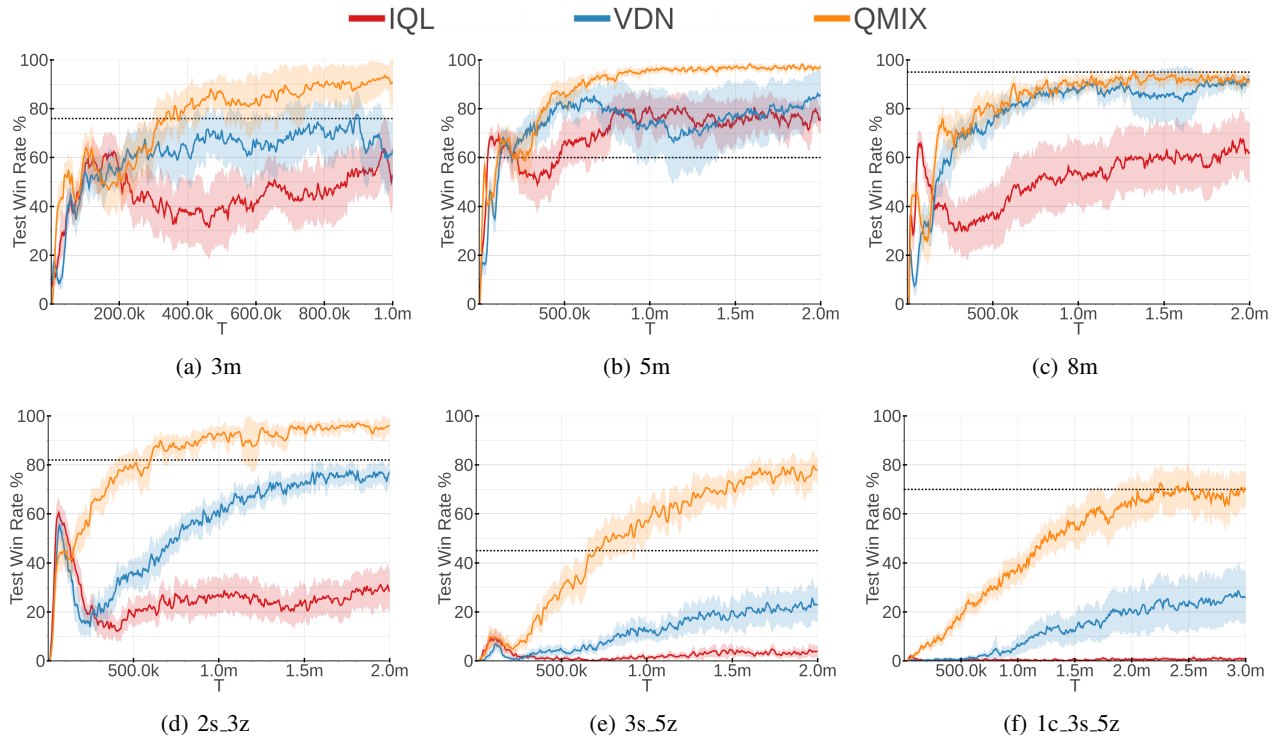 IQL VDN QMIX
100
80
60
40
20
0
Test Win Rate %
200.0k 400.0k 600.0k 800.0k 1.0m
T
(a) 3m
100
80
60
40
20
0
Test Win Rate %
500.0k 1.0m 1.5m 2.0m
T
(b) 5m
100
80
60
40
20
0
Test Win Rate %
500.0k 1.0m 1.5m 2.0m
T
(c) 8m
100
80
60
40
20
0
Test Win Rate %
500.0k 1.0m 1.5m 2.0m
T
(d) 2s_3z
100
80
60
40
20
0
Test Win Rate %
500.0k 1.0m 1.5m 2.0m
T
(e) 3s_5z
100
80
60
40
20
0
Test Win Rate %
500.0k 1.0m 1.5m 2.0m 2.5m 3.0m
T
(f) 1c_3s_5z